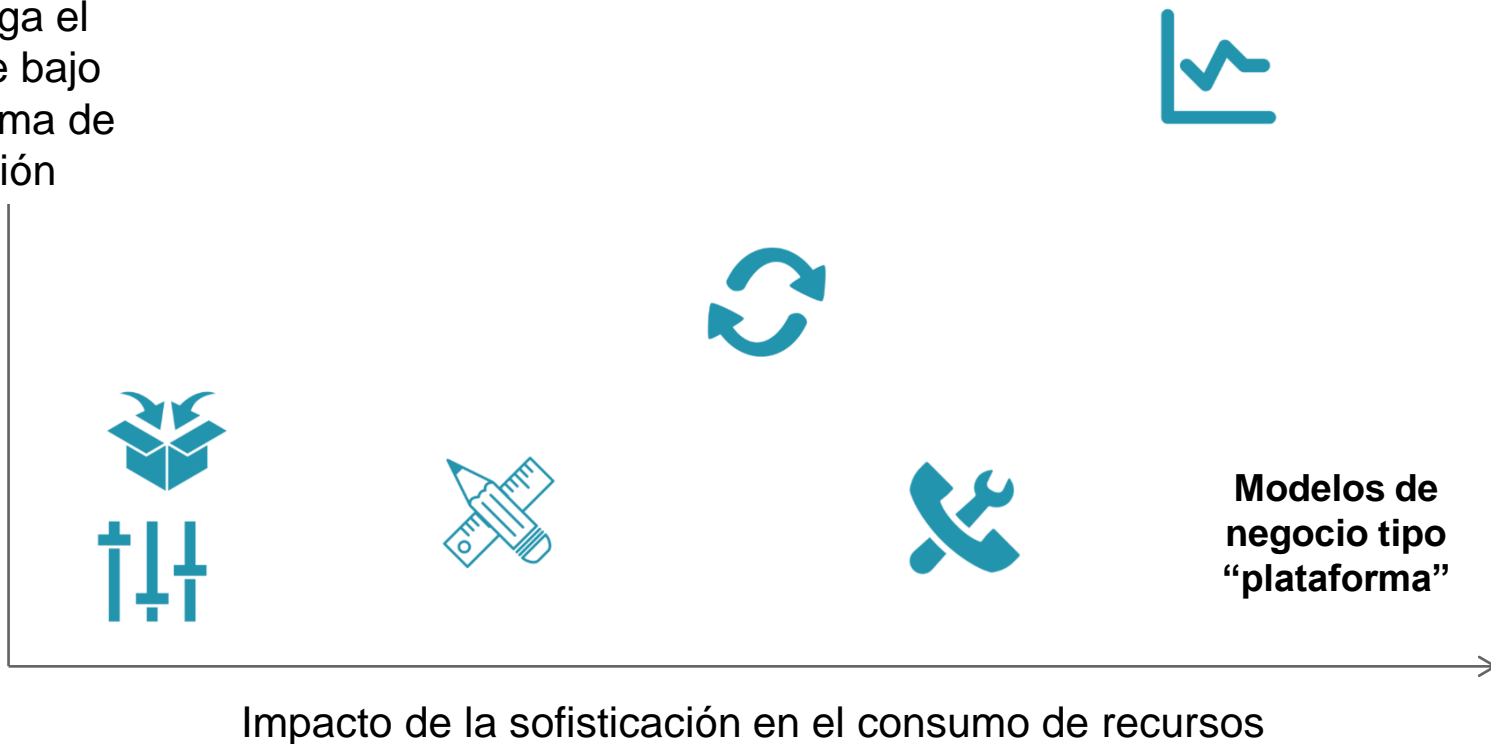 ga el
e bajo
ma de
ión
Modelos de
negocio tipo
“plataforma”
Impacto de la sofisticación en el consumo de recursos